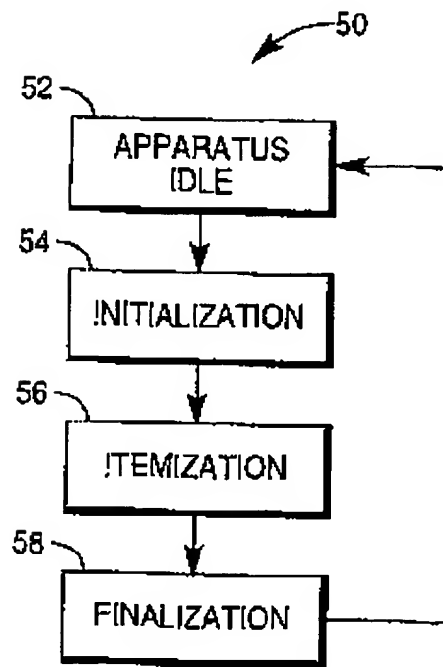 50
52
APPARATUS
IDLE
54
INITIALIZATION
56
ITEMIZATION
58
FINALIZATION